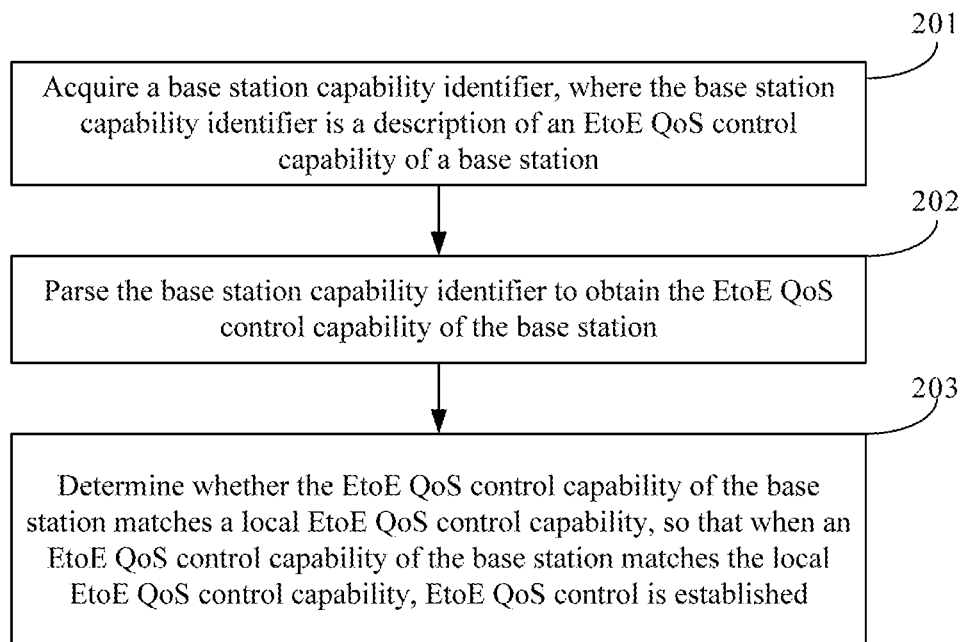 201
Acquire a base station capability identifier, where the base station
capability identifier is a description of an EtoE QoS control
capability of a base station
202
Parse the base station capability identifier to obtain the EtoE QoS
control capability of the base station
203
Determine whether the EtoE QoS control capability of the base
station matches a local EtoE QoS control capability, so that when an
EtoE QoS control capability of the base station matches the local
EtoE QoS control capability, EtoE QoS control is established